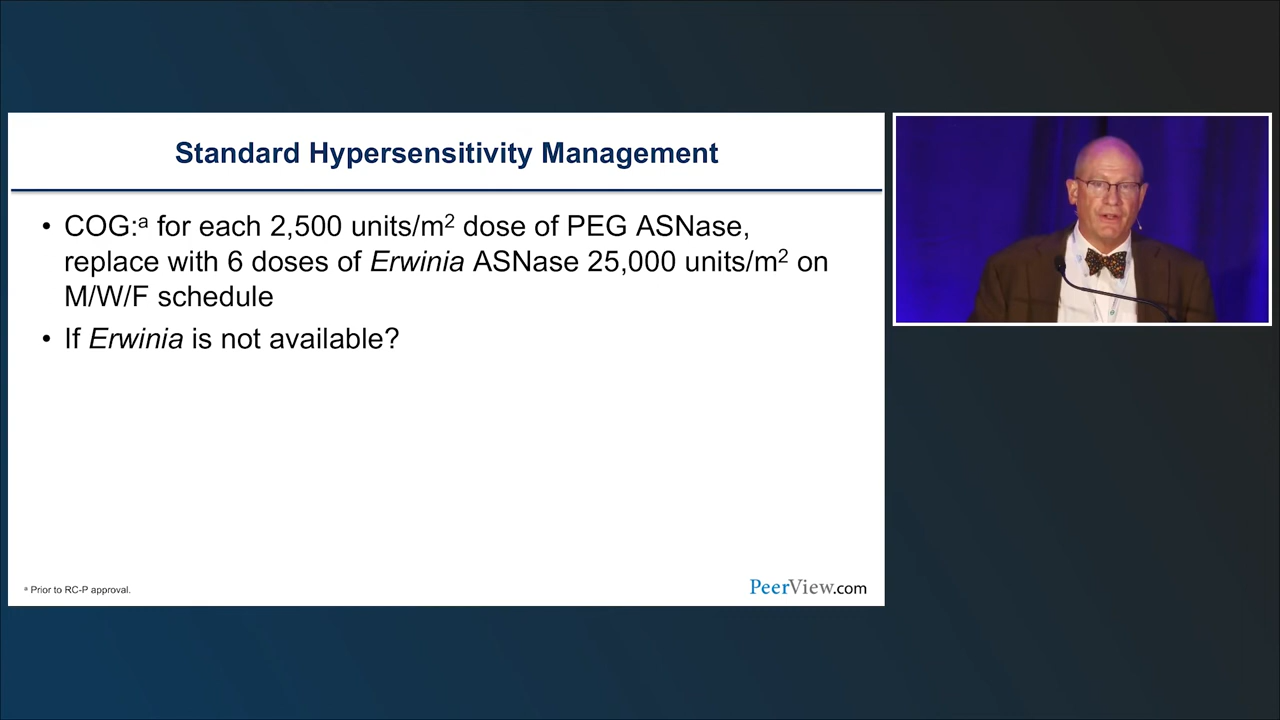 Standard Hypersensitivity Management
• COG:ᵃ for each 2,500 units/m² dose of PEG ASNase,
replace with 6 doses of Erwinia ASNase 25,000 units/m² on
M/W/F schedule
• If Erwinia is not available?
ᵃ Prior to RC-P approval.
PeerView.com